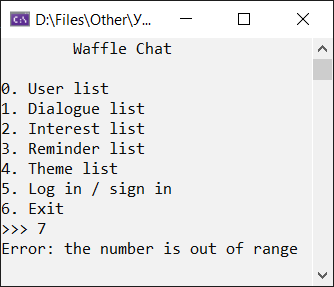 D:\Files\Other\У...
Waffle Chat
0. User list
1. Dialogue list
2. Interest list
3. Reminder list
4. Theme list
5. Log in / sign in
6. Exit
>>> 7
Error: the number is out of range